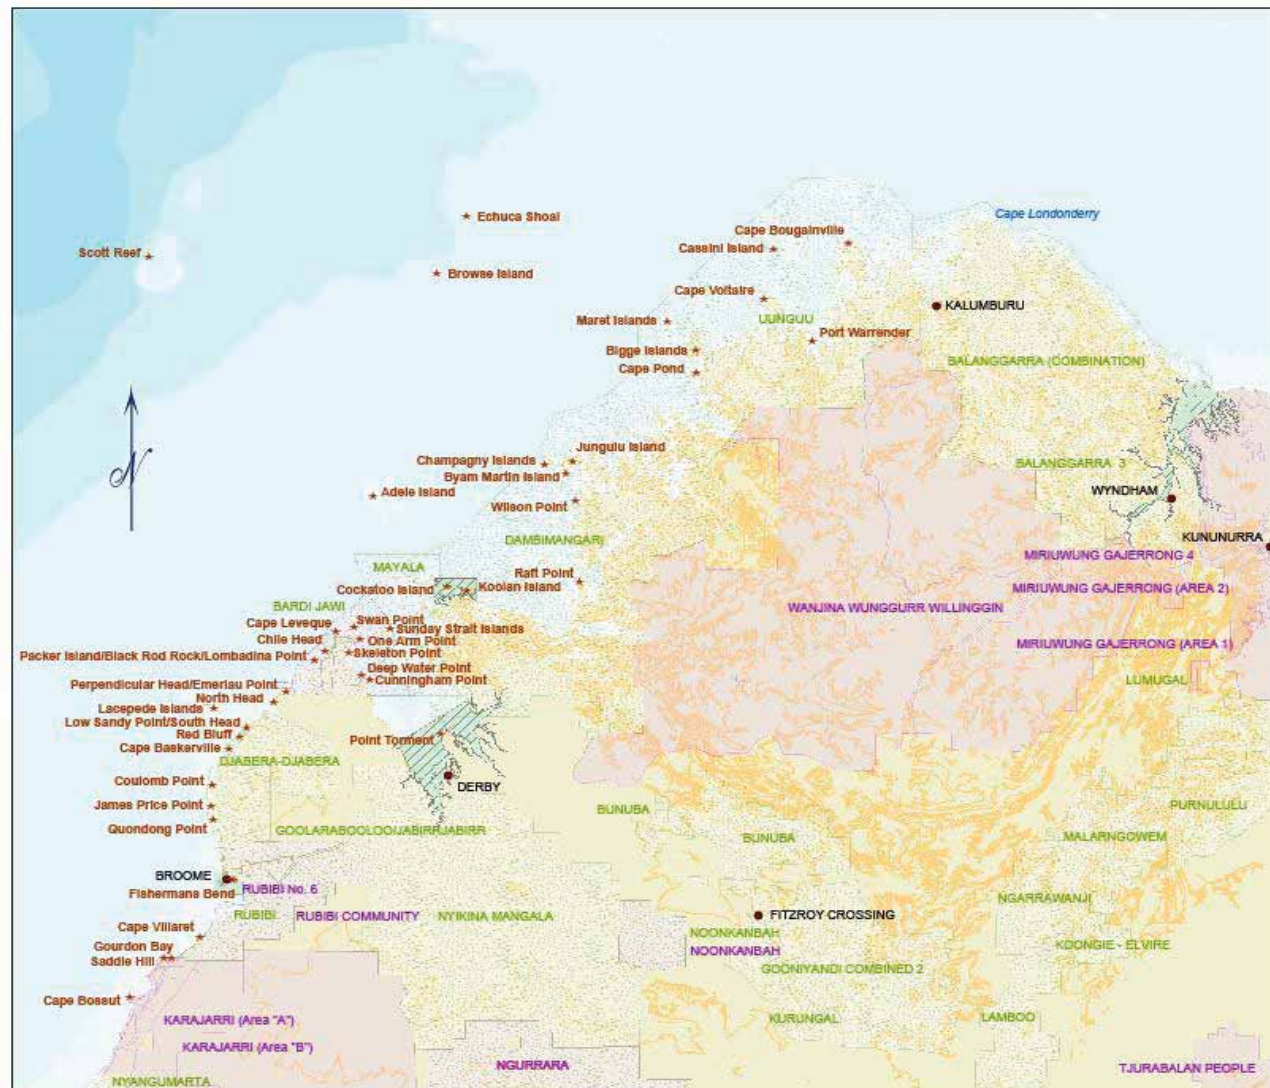 Cape Londonderry
Echuca Shoal
Cape Bougainville
Scott Reef
Cassini Island
Browse Island
Cape Voltaire
KALUMBURU
Maret Islands
UUNGUU
Port Warrender
Bigge Islands
BALANGGARRA (COMBINATION)
Cape Pond
N
Jungulu Island
Champagny Islands
BALANGGARRA 3
Byam Martin Island
Adele Island
WYNDHAM
Wilson Point
KUNUNURRA
DAMBIMANGARI
MIRIUWUNG GAJERRONG 4
MAYALA
Raft Point
Cockatoo Island
Koolan Island
MIRIUWUNG GAJERRONG (AREA 2)
BARDI JAWI
WANJINA WUNGGURR WILLINGGIN
Swan Point
Cape Leveque
Sunday Strait Islands
Chile Head
One Arm Point
MIRIUWUNG GAJERRONG (AREA 1)
Packer Island/Black Rod Rock/Lombadina Point
Skeleton Point
Deep Water Point
Cunningham Point
LUMUGAL
Perpendicular Head/Emeriau Point
North Head
Lacepede Islands
Low Sandy Point/South Head
Red Bluff
Point Torment
Cape Baskerville
DJABERA-DJABERA
Coulomb Point
DERBY
James Price Point
BUNUBA
PURNULULU
Quondong Point
GOOLARABOOLOO/JABIRRJABIRR
BUNUBA
MALARNGOWEM
BROOME
RUBIBI No. 6
Fishermans Bend
NGARRAWANJI
RUBIBI
RUBIBI COMMUNITY
NYIKINA MANGALA
FITZROY CROSSING
Cape Villaret
NOONKANBAH
Gourdon Bay
KOONGIE - ELVIRE
NOONKANBAH
Saddle Hill
GOONIYANDI COMBINED 2
Cape Bossut
KARAJARRI (Area "A")
KURUNGAL
LAMBOO
KARAJARRI (Area "B")
NGURRARA
TJURABALAN PEOPLE
NYANGUMARTA